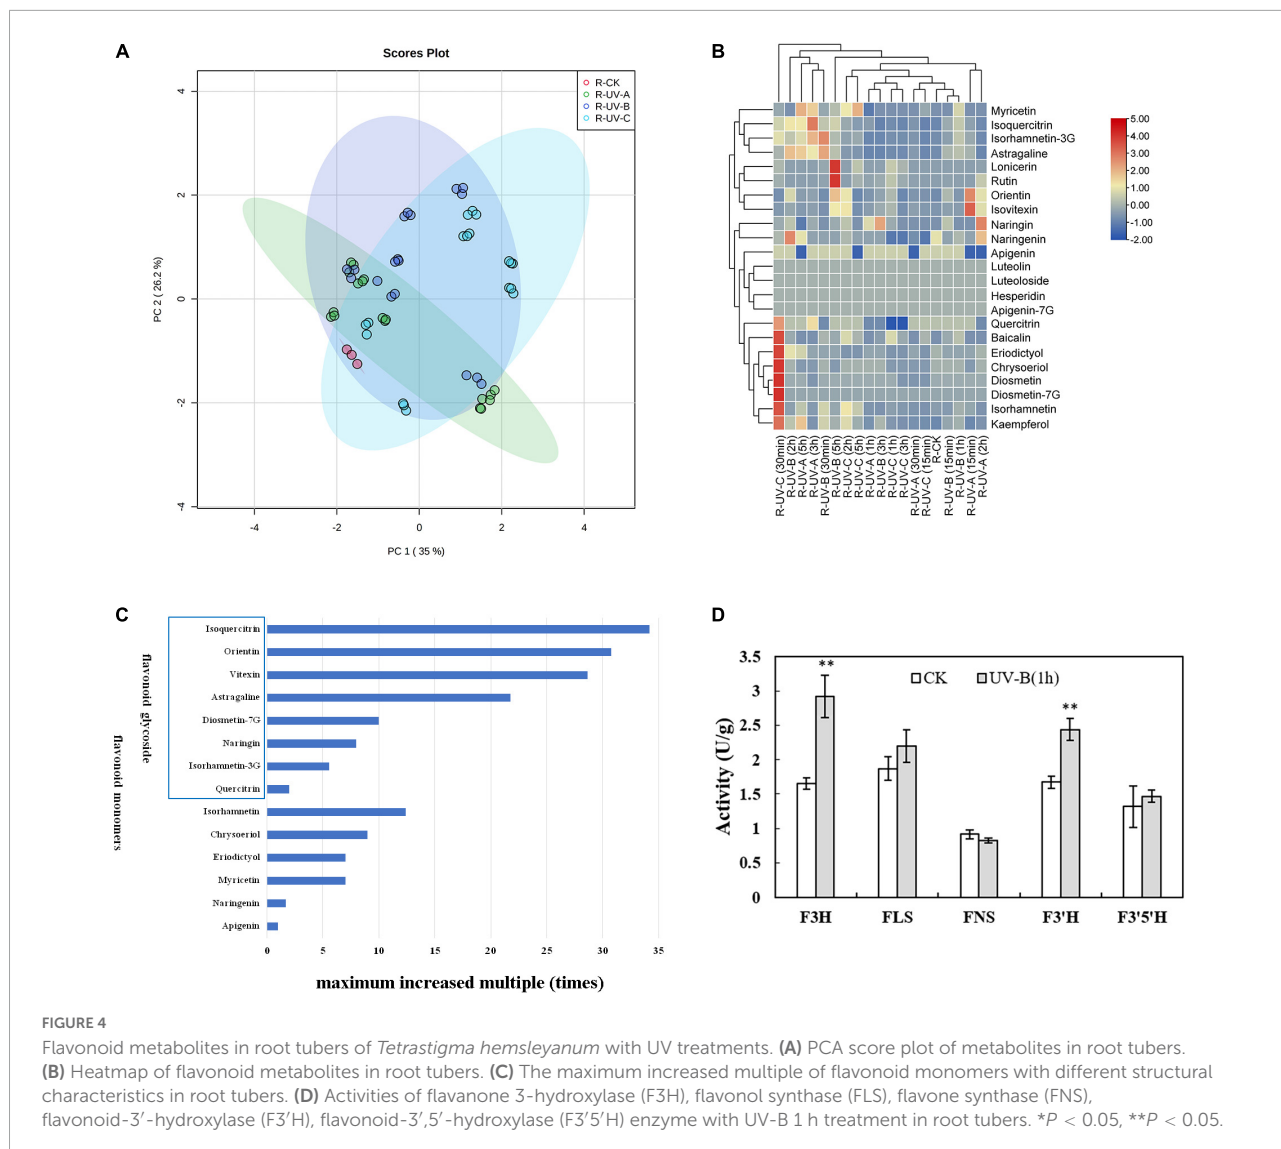 A
Scores Plot
R-CK
R-UV-A
R-UV-B
R-UV-C
4
2
0
-2
-4
PC 2 ( 26.2 %)
-4
-2
0
2
4
PC 1 ( 35 %)
B
Myricetin
Isoquercitrin
Isorhamnetin-3G
Astragaline
Lonicerin
Rutin
Orientin
Isovitexin
Naringin
Naringenin
Apigenin
Luteolin
Luteoloside
Hesperidin
Apigenin-7G
Quercitrin
Baicalin
Eriodictyol
Chrysoeriol
Diosmetin
Diosmetin-7G
Isorhamnetin
Kaempferol
5.00
4.00
3.00
2.00
1.00
0.00
-1.00
-2.00
R-UV-C (30min)
R-UV-B (2h)
R-UV-A (5h)
R-UV-A (3h)
R-UV-B (30min)
R-UV-B (5h)
R-UV-C (2h)
R-UV-C (5h)
R-UV-A (1h)
R-UV-B (3h)
R-UV-C (1h)
R-UV-C (3h)
R-UV-A (30min)
R-UV-C (15min)
R-CK
R-UV-B (15min)
R-UV-B (1h)
R-UV-A (15min)
R-UV-A (2h)
C
flavonoid glycoside
flavonoid monomers
Isoquercitrin
Orientin
Vitexin
Astragaline
Diosmetin-7G
Naringin
Isorhamnetin-3G
Quercitrin
Isorhamnetin
Chrysoeriol
Eriodictyol
Myricetin
Naringenin
Apigenin
0
5
10
15
20
25
30
35
maximum increased multiple (times)
D
Activity (U/g)
3.5
3
2.5
2
1.5
1
0.5
0
CK
UV-B(1h)
**
**
F3H
FLS
FNS
F3'H
F3'5'H
FIGURE 4
Flavonoid metabolites in root tubers of Tetrastigma hemsleyanum with UV treatments. (A) PCA score plot of metabolites in root tubers.
(B) Heatmap of flavonoid metabolites in root tubers. (C) The maximum increased multiple of flavonoid monomers with different structural
characteristics in root tubers. (D) Activities of flavanone 3-hydroxylase (F3H), flavonol synthase (FLS), flavone synthase (FNS),
flavonoid-3′-hydroxylase (F3′H), flavonoid-3′,5′-hydroxylase (F3′5′H) enzyme with UV-B 1 h treatment in root tubers. *P < 0.05, **P < 0.05.